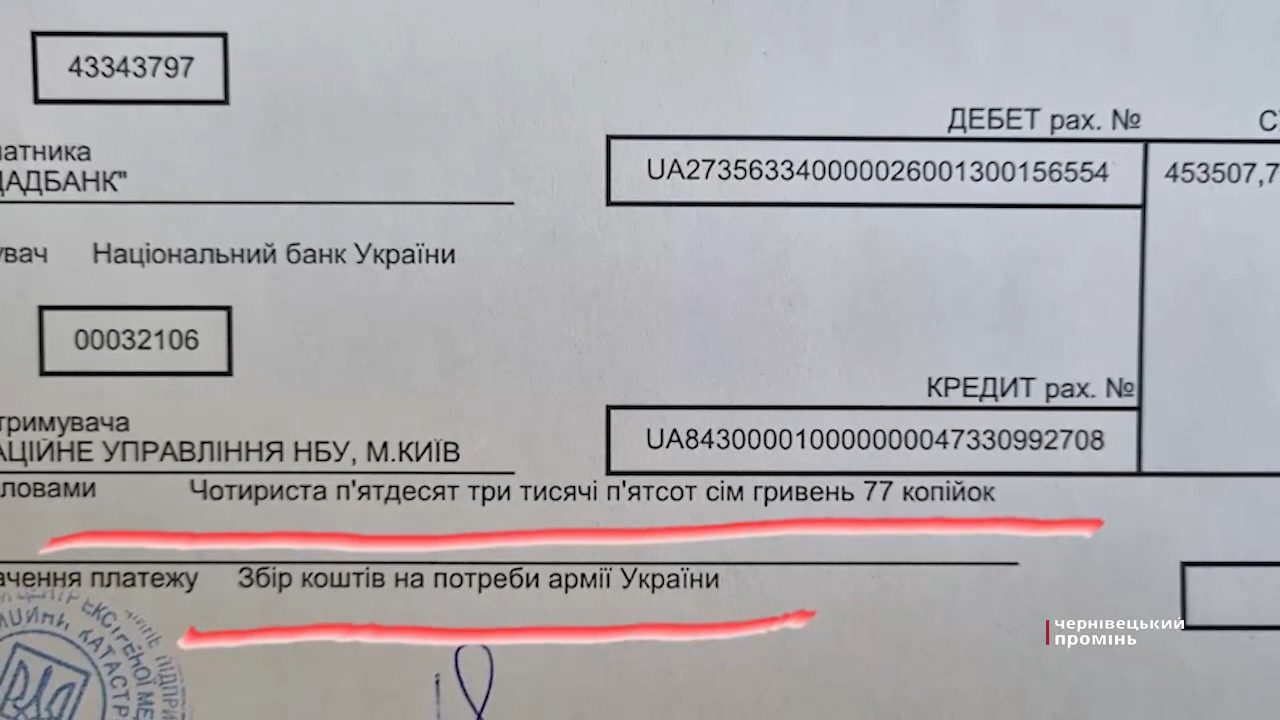 43343797
ДЕБЕТ рах. №
атника
UA273563340000026001300156554
453507,7
АДБАНК"
увач Національний банк України
00032106
КРЕДИТ рах. №
тримувача
UA843000010000000047330992708
АЦІЙНЕ УПРАВЛІННЯ НБУ, М.КИЇВ
ловами Чотириста п'ятдесят три тисячі п'ятсот сім гривень 77 копійок
ачення платежу Збір коштів на потреби армії України
чернівецький
промінь